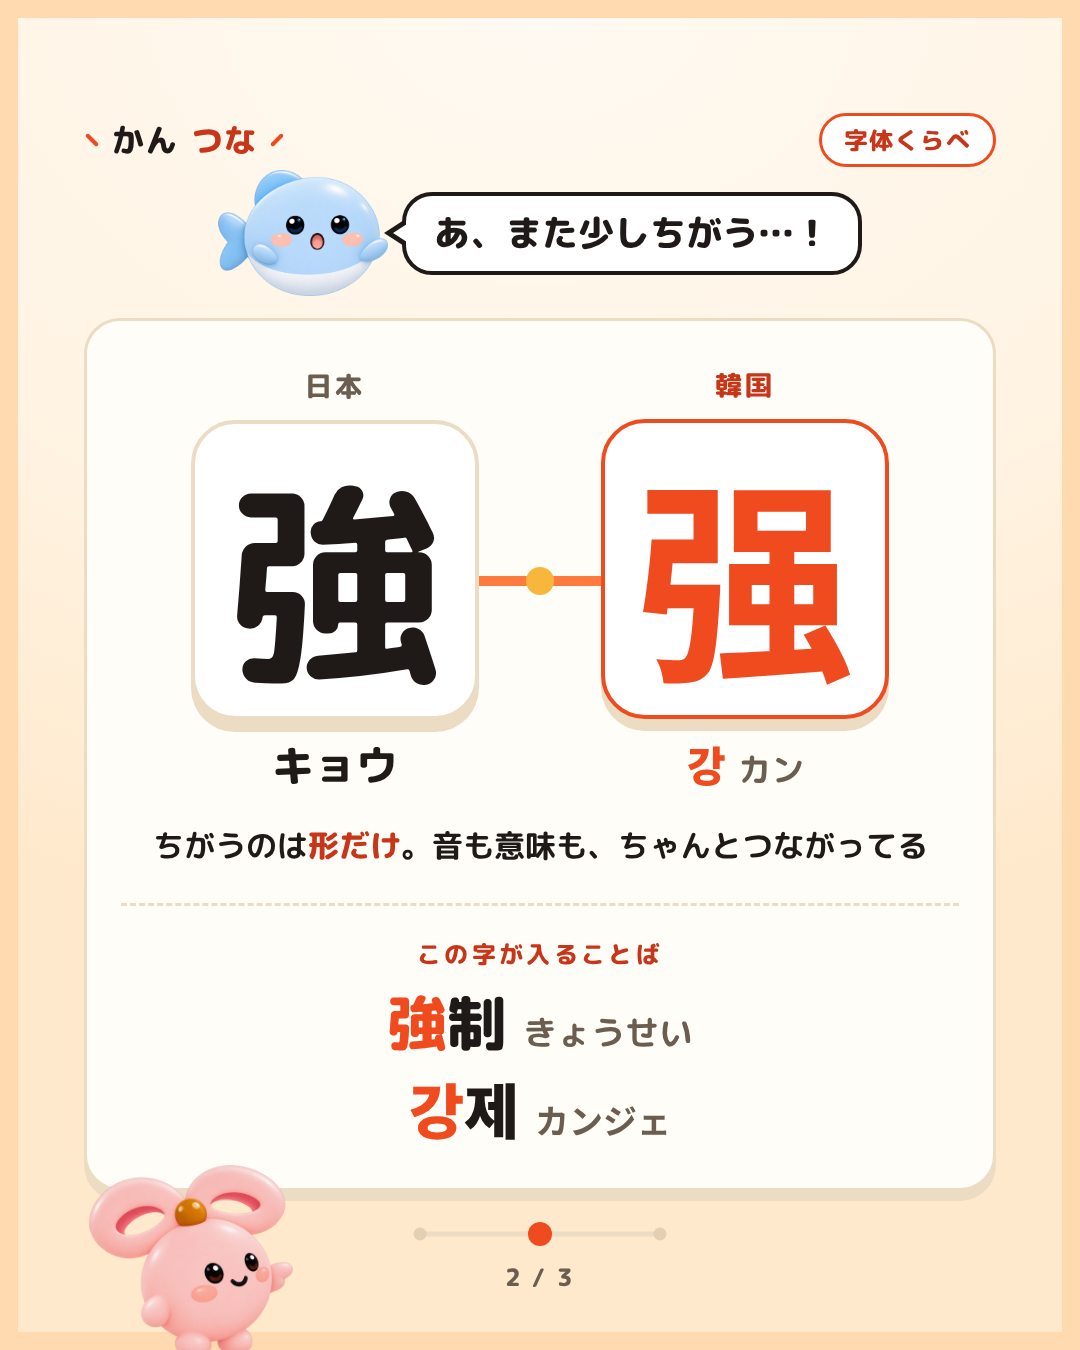 かん つな
字体くらべ
あ、また少しちがう…！
日本
韓国
強
强
キョウ
강 カン
ちがうのは形だけ。音も意味も、ちゃんとつながってる
この字が入ることば
強制 きょうせい
강제 カンジェ
2 / 3